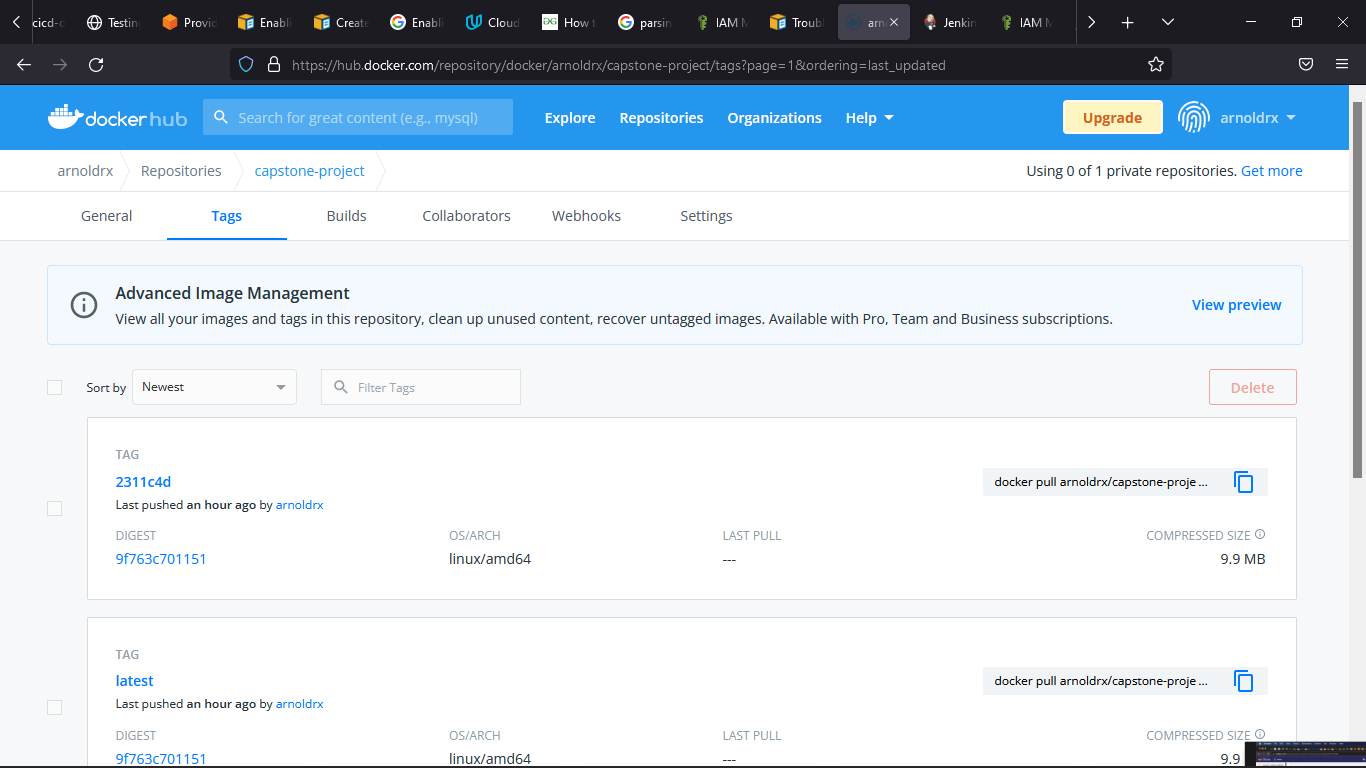 cicd-c Testin Provid Enabli Create Enabli Cloud How t parsin IAM M Troubl arn Jenkin IAM M
https://hub.docker.com/repository/docker/arnoldrx/capstone-project/tags?page=1&ordering=last_updated
dockerhub Search for great content (e.g., mysql) Explore Repositories Organizations Help Upgrade arnoldrx
arnoldrx Repositories capstone-project Using 0 of 1 private repositories. Get more
General Tags Builds Collaborators Webhooks Settings
Advanced Image Management
View all your images and tags in this repository, clean up unused content, recover untagged images. Available with Pro, Team and Business subscriptions.
View preview
Sort by Newest Filter Tags Delete
TAG
2311c4d docker pull arnoldrx/capstone-proje ...
Last pushed an hour ago by arnoldrx
DIGEST OS/ARCH LAST PULL COMPRESSED SIZE
9f763c701151 linux/amd64 --- 9.9 MB
TAG
latest docker pull arnoldrx/capstone-proje ...
Last pushed an hour ago by arnoldrx
DIGEST OS/ARCH LAST PULL COMPRESSED SIZE
9f763c701151 linux/amd64 --- 9.9